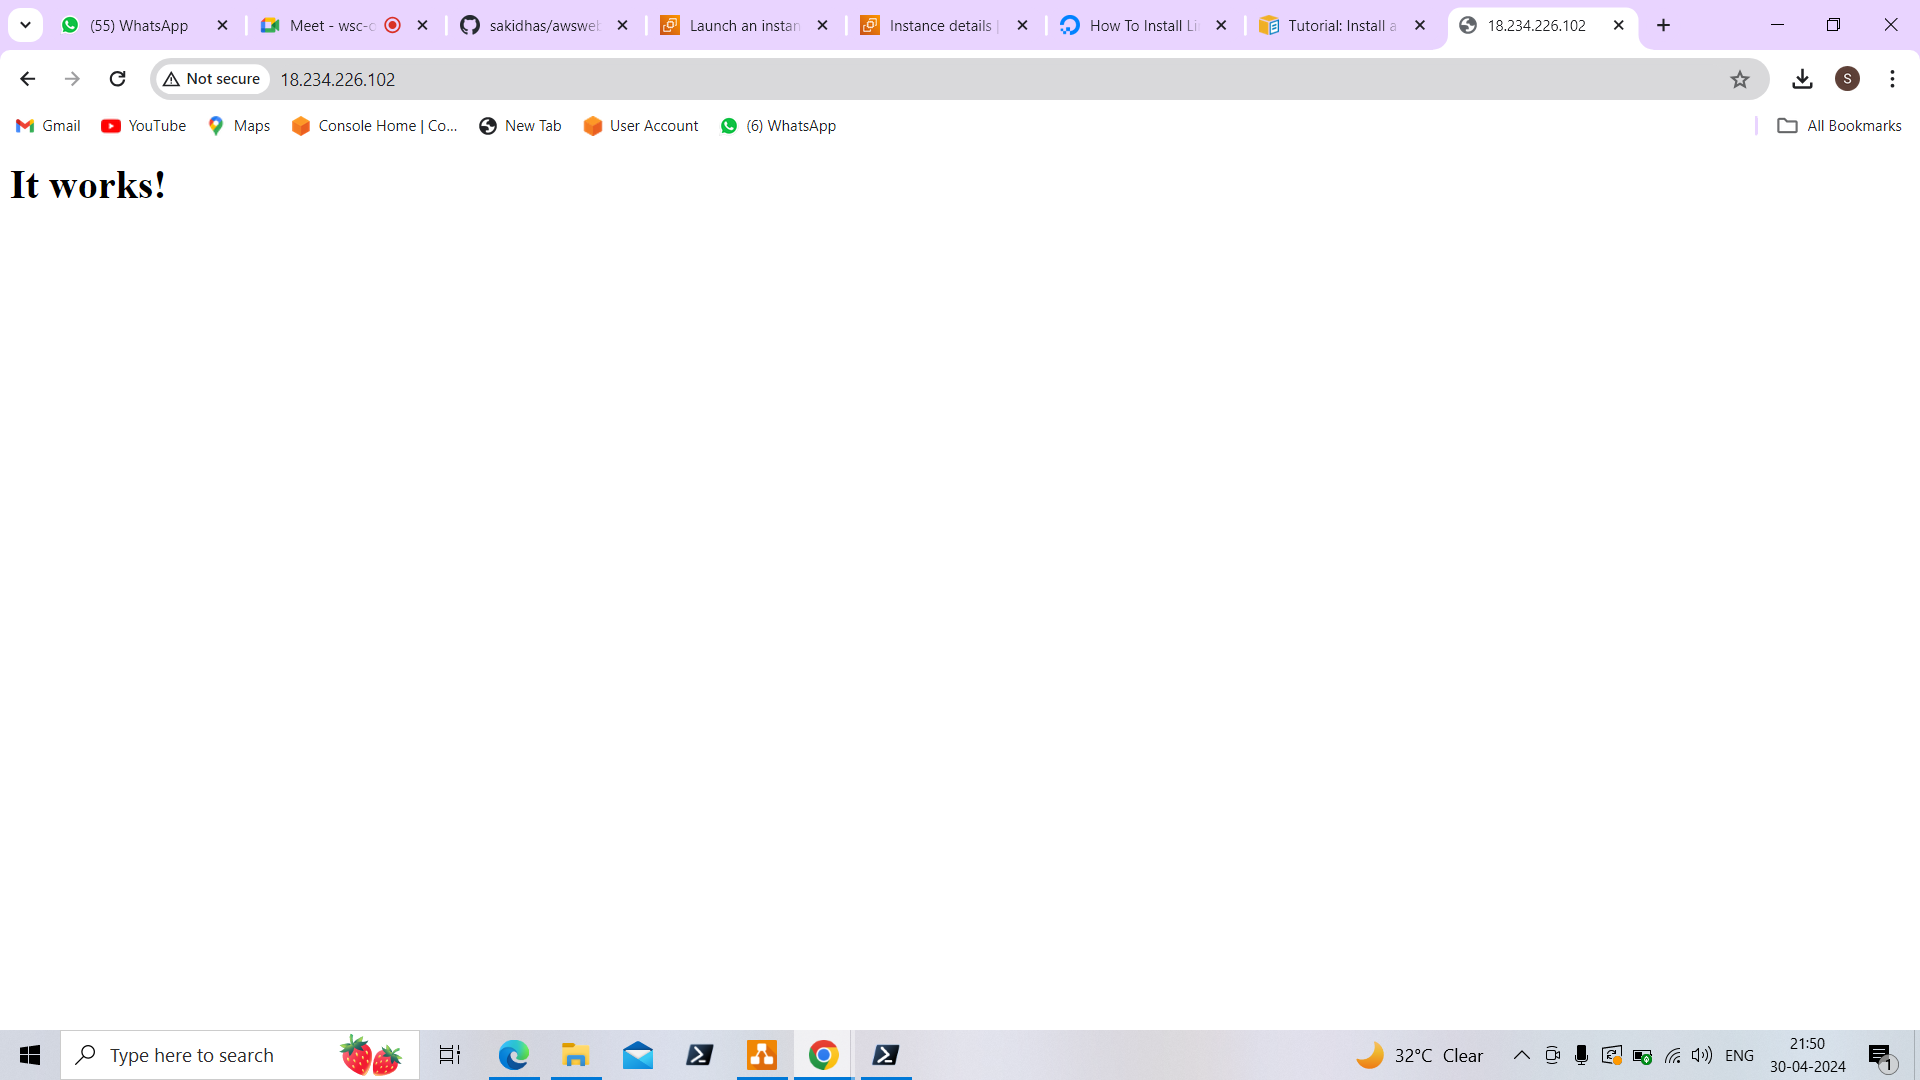 (55) WhatsApp
Meet - wsc-c
sakidhas/awsweb
Launch an instan
Instance details |
How To Install Li
Tutorial: Install a
18.234.226.102
Not secure
18.234.226.102
S
Gmail
YouTube
Maps
Console Home | Co...
New Tab
User Account
(6) WhatsApp
All Bookmarks
It works!
Type here to search
32°C Clear
ENG
21:50
30-04-2024
1